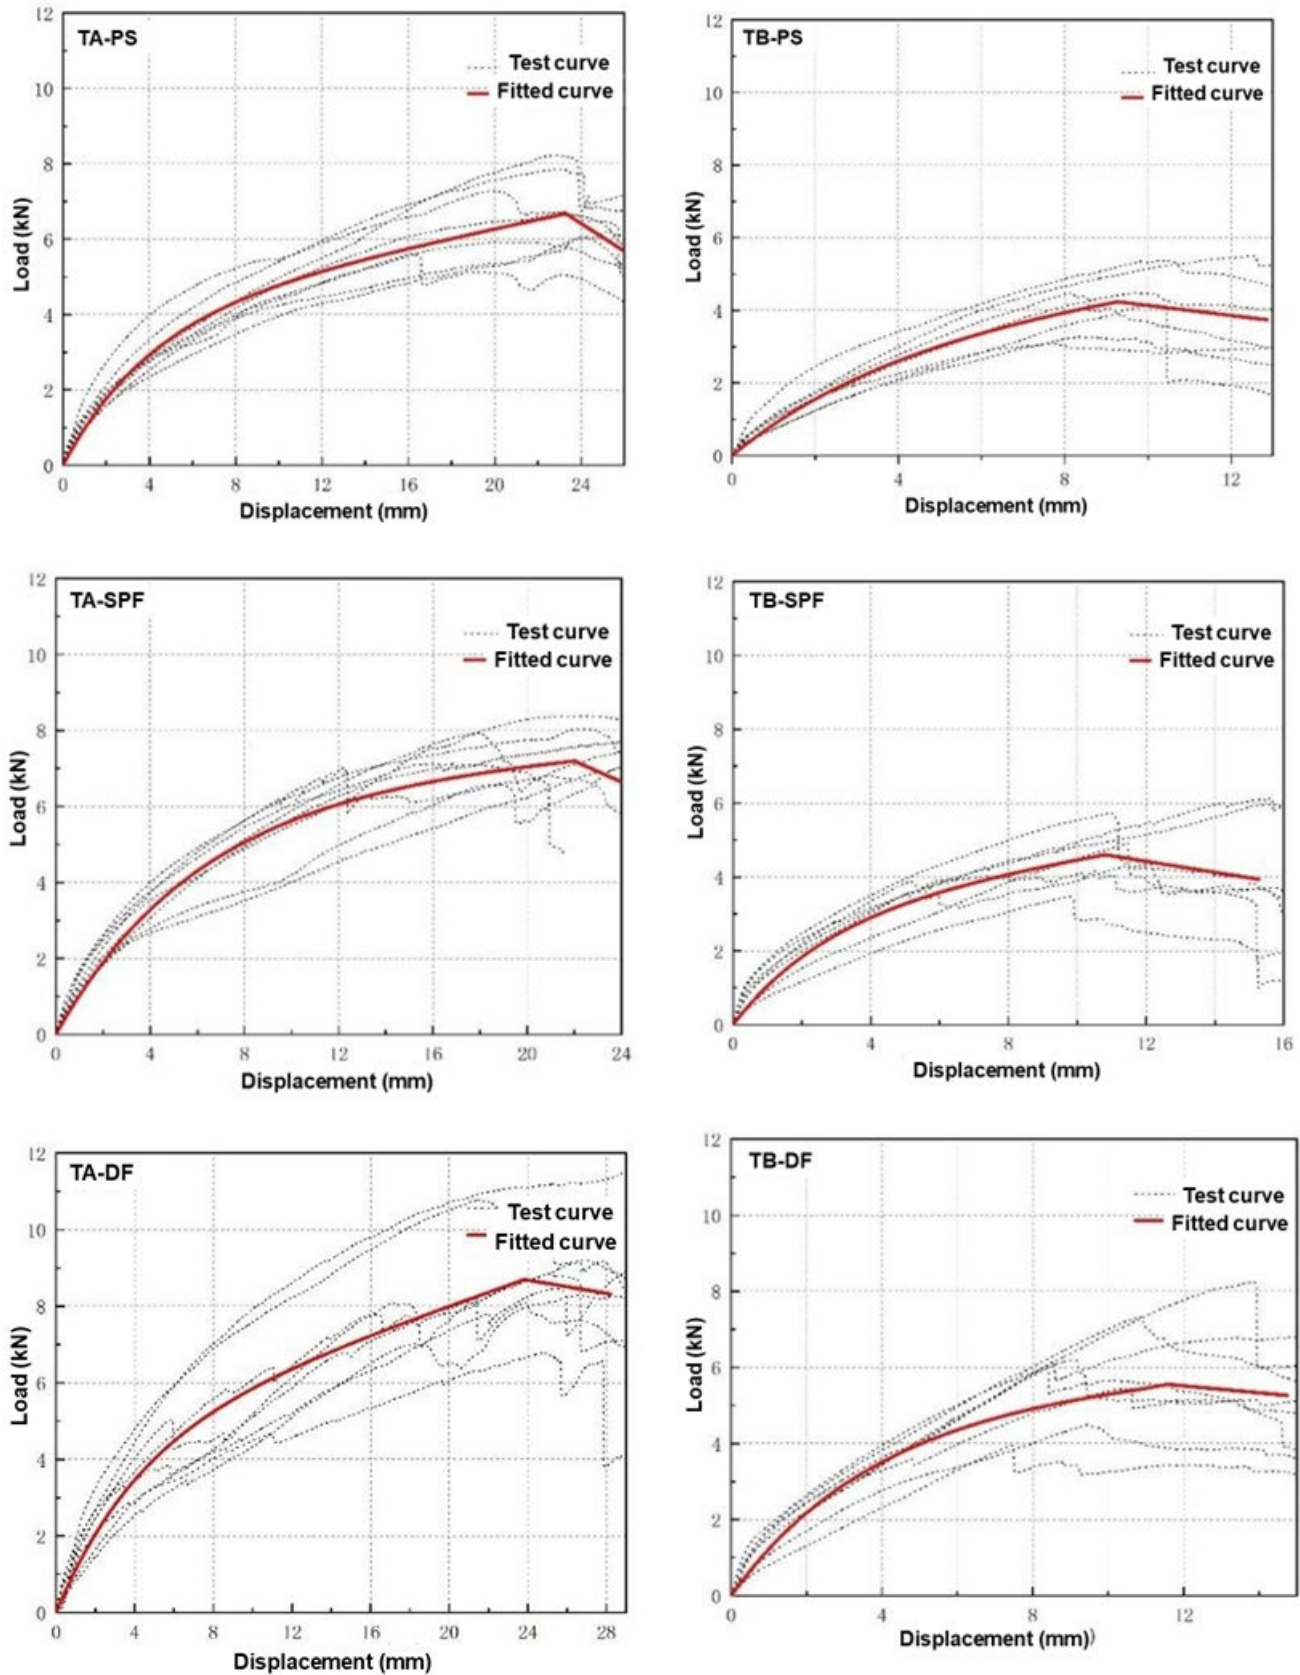 TA-PS
Test curve
Fitted curve
12
10
8
6
4
2
0
Load (kN)
0 4 8 12 16 20 24
Displacement (mm)
TB-PS
Test curve
Fitted curve
12
10
8
6
4
2
0
Load (kN)
0 4 8 12
Displacement (mm)
TA-SPF
Test curve
Fitted curve
12
10
8
6
4
2
0
Load (kN)
0 4 8 12 16 20 24
Displacement (mm)
TB-SPF
Test curve
Fitted curve
12
10
8
6
4
2
0
Load (kN)
0 4 8 12 16
Displacement (mm)
TA-DF
Test curve
Fitted curve
12
10
8
6
4
2
0
Load (kN)
0 4 8 12 16 20 24 28
Displacement (mm)
TB-DF
Test curve
Fitted curve
12
10
8
6
4
2
0
Load (kN)
0 4 8 12
Displacement (mm))